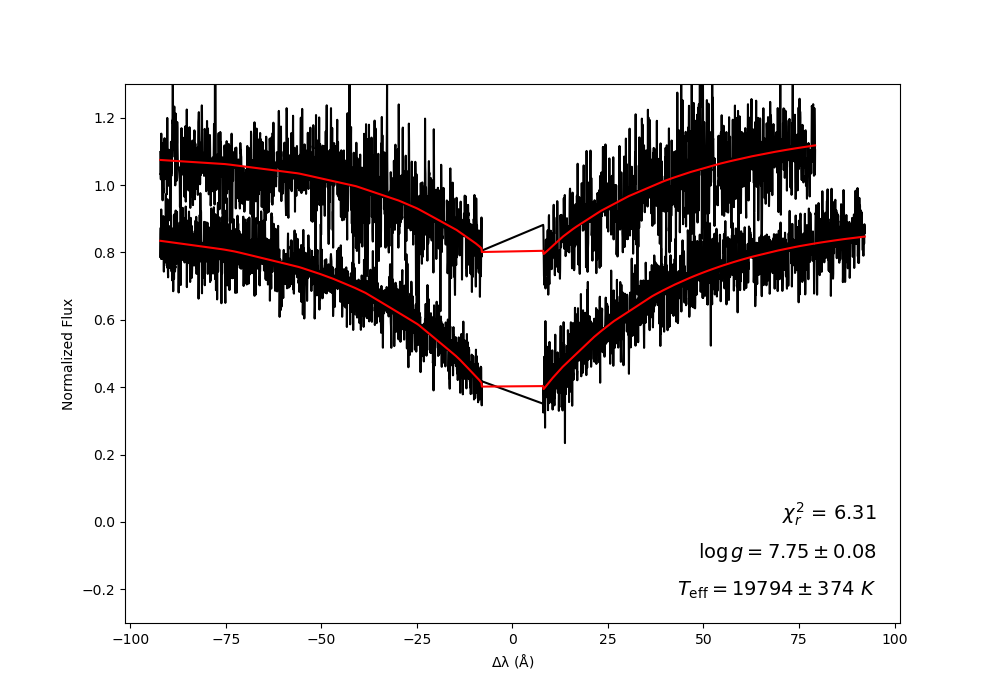 1.2
1.0
0.8
0.6
0.4
0.2
0.0
−0.2
Normalized Flux
χ²ᵣ = 6.31
log g = 7.75 ± 0.08
T_eff = 19794 ± 374 K
−100 −75 −50 −25 0 25 50 75 100
Δλ (Å)